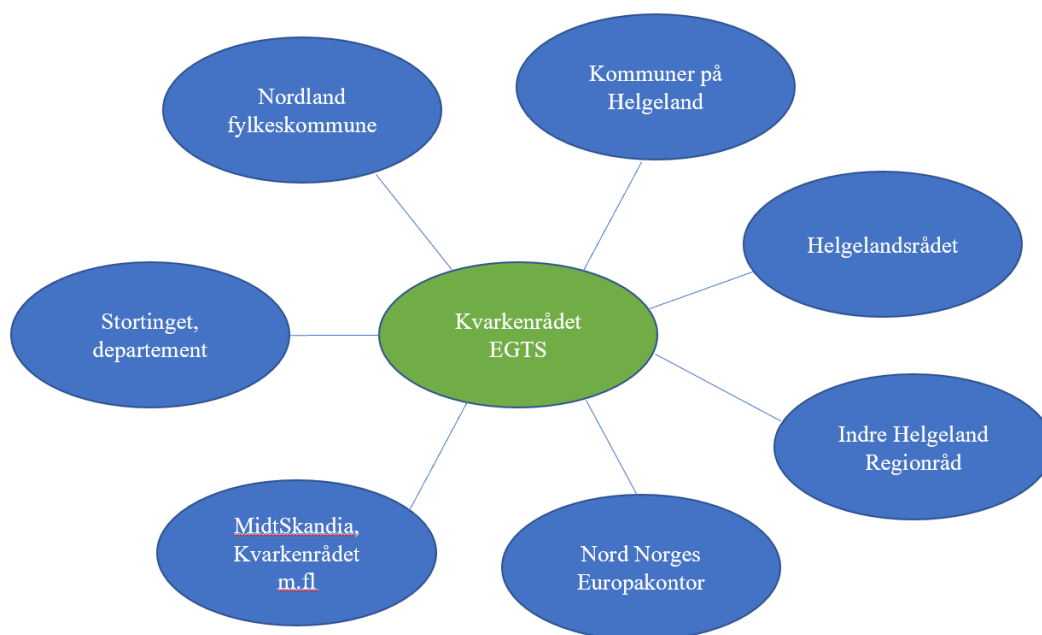 Nordland
fylkeskommune
Kommuner på
Helgeland
Helgelandsrådet
Stortinget,
departement
Kvarkenrådet
EGTS
Indre Helgeland
Regionråd
MidtSkandia,
Kvarkenrådet
m.fl
Nord Norges
Europakontor